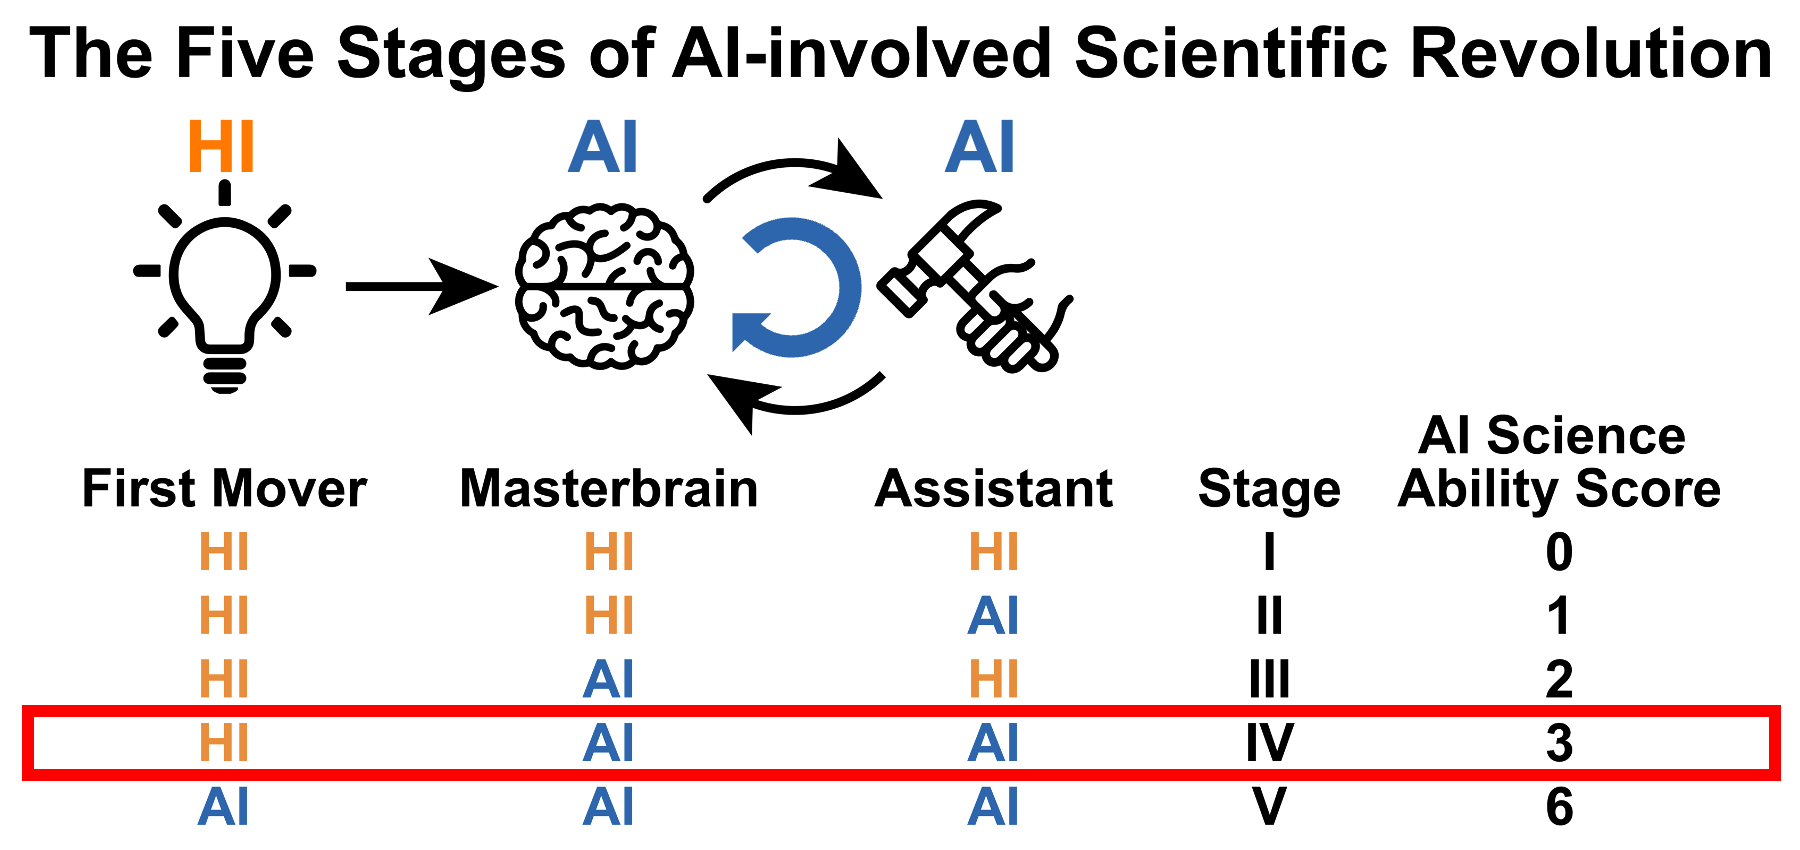 The Five Stages of AI-involved Scientific Revolution
HI AI AI
AI Science
First Mover Masterbrain Assistant Stage Ability Score
HI HI HI I 0
HI HI AI II 1
HI AI HI III 2
HI AI AI IV 3
AI AI AI V 6